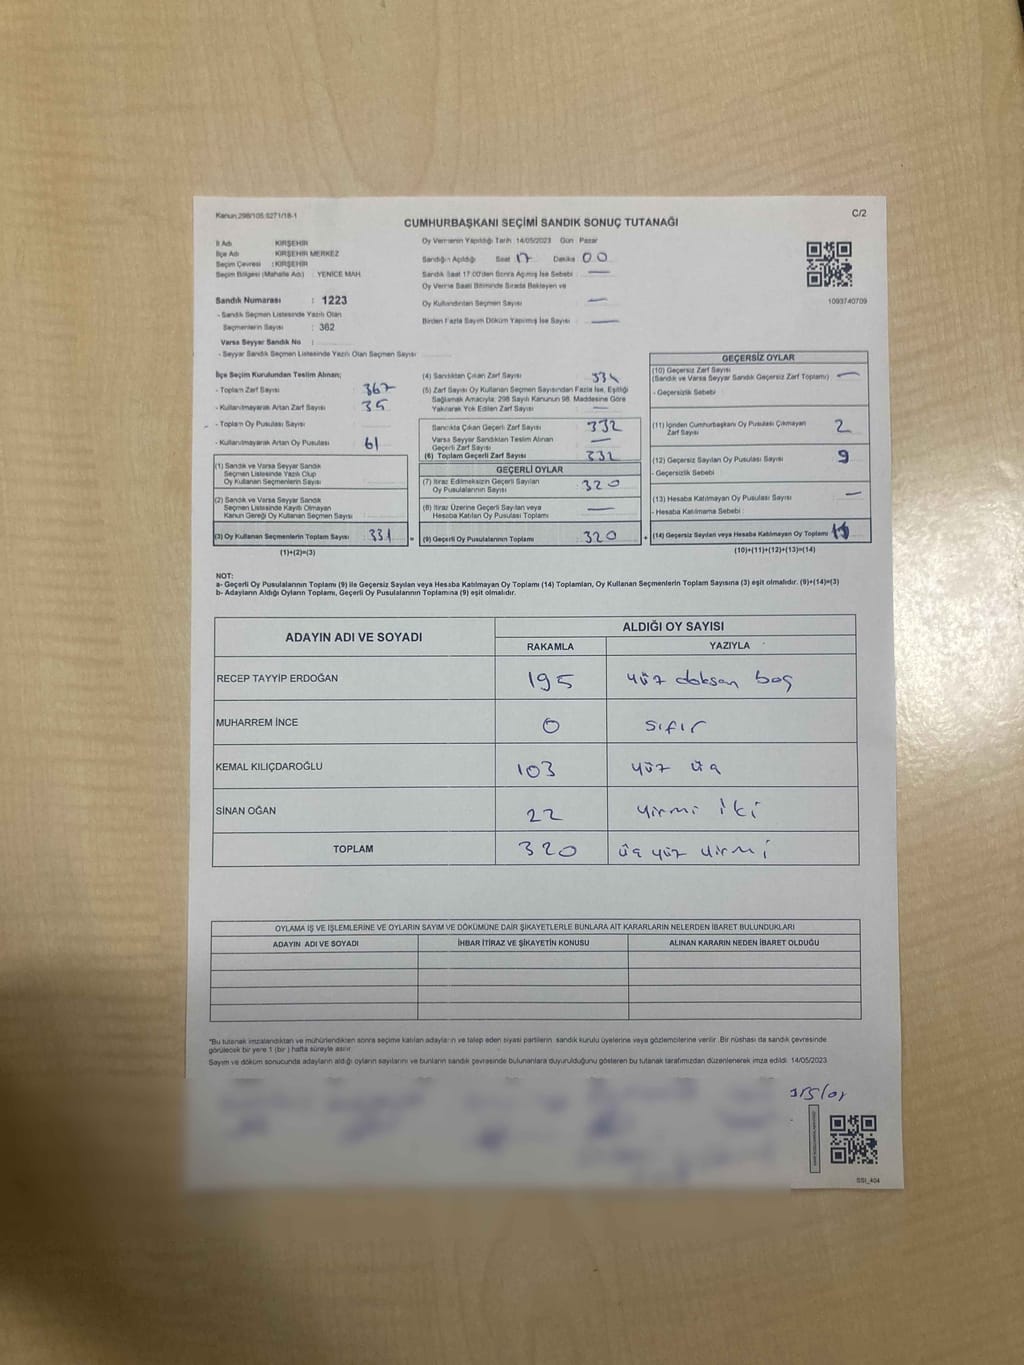 Kanun:298/105 6271/18-1
C/2
CUMHURBAŞKANI SEÇİMİ SANDIK SONUÇ TUTANAĞI
İl Adı : KIRŞEHİR
İlçe Adı : KIRŞEHİR MERKEZ
Seçim Çevresi : KIRŞEHİR
Seçim Bölgesi (Mahalle Adı) : YENİCE MAH.
Sandık Numarası : 1223
- Sandık Seçmen Listesinde Yazılı Olan
Seçmenlerin Sayısı : 362
Varsa Seyyar Sandık No :
- Seyyar Sandık Seçmen Listesinde Yazılı Olan Seçmen Sayısı
Oy Vermenin Yapıldığı Tarih: 14/05/2023 Gün: Pazar
Sandığın Açıldığı Saat 17 Dakika 00
Sandık Saat 17:00'den Sonra Açılmış İse Sebebi : —
Oy Verme Saati Bitiminde Sırada Bekleyen ve
Oy Kullandırılan Seçmen Sayısı —
Birden Fazla Sayım Döküm Yapılmış İse Sayısı —
1093740709
İlçe Seçim Kurulundan Teslim Alınan;
- Toplam Zarf Sayısı 367
- Kullanılmayarak Artan Zarf Sayısı 35
- Toplam Oy Pusulası Sayısı
- Kullanılmayarak Artan Oy Pusulası 61
(1) Sandık ve Varsa Seyyar Sandık
Seçmen Listesinde Yazılı Olup
Oy Kullanan Seçmenlerin Sayısı
(2) Sandık ve Varsa Seyyar Sandık
Seçmen Listesinde Kayıtlı Olmayan
Kanun Gereği Oy Kullanan Seçmen Sayısı
(3) Oy Kullanan Seçmenlerin Toplam Sayısı 331
(1)+(2)=(3)
(4) Sandıktan Çıkan Zarf Sayısı
(5) Zarf Sayısı Oy Kullanan Seçmen Sayısından Fazla İse, Eşitliği
Sağlamak Amacıyla; 298 Sayılı Kanunun 98. Maddesine Göre
Yakılarak Yok Edilen Zarf Sayısı —
Sandıkta Çıkan Geçerli Zarf Sayısı 332
Varsa Seyyar Sandıktan Teslim Alınan
Geçerli Zarf Sayısı —
(6) Toplam Geçerli Zarf Sayısı 332
GEÇERLİ OYLAR
(7) İtiraz Edilmeksizin Geçerli Sayılan
Oy Pusulalarının Sayısı 320
(8) İtiraz Üzerine Geçerli Sayılan veya
Hesaba Katılan Oy Pusulası Toplamı —
= (9) Geçerli Oy Pusulalarının Toplamı 320
GEÇERSİZ OYLAR
(10) Geçersiz Zarf Sayısı
(Sandık ve Varsa Seyyar Sandık Geçersiz Zarf Toplamı) —
- Geçersizlik Sebebi
(11) İçinden Cumhurbaşkanı Oy Pusulası Çıkmayan
Zarf Sayısı 2
(12) Geçersiz Sayılan Oy Pusulası Sayısı 9
- Geçersizlik Sebebi
(13) Hesaba Katılmayan Oy Pusulası Sayısı —
- Hesaba Katılmama Sebebi :
+ (14) Geçersiz Sayılan veya Hesaba Katılmayan Oy Toplamı
(10)+(11)+(12)+(13)=(14)
NOT:
a- Geçerli Oy Pusulalarının Toplamı (9) ile Geçersiz Sayılan veya Hesaba Katılmayan Oy Toplamı (14) Toplamları, Oy Kullanan Seçmenlerin Toplam Sayısına (3) eşit olmalıdır. (9)+(14)=(3)
b- Adayların Aldığı Oyların Toplamı, Geçerli Oy Pusulalarının Toplamına (9) eşit olmalıdır.
ADAYIN ADI VE SOYADI
ALDIĞI OY SAYISI
RAKAMLA YAZIYLA
RECEP TAYYİP ERDOĞAN 195 yüz doksan beş
MUHARREM İNCE 0 sıfır
KEMAL KILIÇDAROĞLU 103 yüz üç
SİNAN OĞAN 22 yirmi iki
TOPLAM 320 üç yüz yirmi
OYLAMA İŞ VE İŞLEMLERİNE VE OYLARIN SAYIM VE DÖKÜMÜNE DAİR ŞİKAYETLERLE BUNLARA AİT KARARLARIN NELERDEN İBARET BULUNDUKLARI
ADAYIN ADI VE SOYADI İHBAR İTİRAZ VE ŞİKAYETİN KONUSU ALINAN KARARIN NEDEN İBARET OLDUĞU
*Bu tutanak imzalandıktan ve mühürlendikten sonra seçime katılan adayların ve talep eden siyasi partilerin sandık kurulu üyelerine veya gözlemcilerine verilir. Bir nüshası da sandık çevresinde
görülecek bir yere 1 (bir) hafta süreyle asılır.
Sayım ve döküm sonucunda adayların aldığı oyların sayılarını ve bunların sandık çevresinde bulunanlara duyurulduğunu gösteren bu tutanak tarafımızdan düzenlenerek imza edildi. 14/05/2023
SSI_404